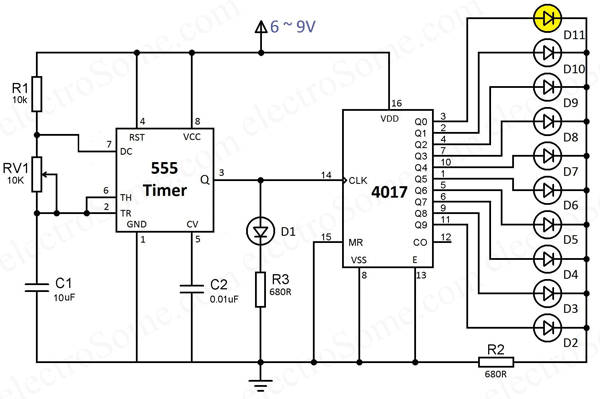 6 ~ 9V
R1
10k
RV1
10K
C1
10uF
4
RST
8
VCC
7
DC
555
Timer
Q
3
6
TH
2
TR
GND
1
CV
5
C2
0.01uF
D1
R3
680R
16
VDD
14
CLK
4017
15
MR
VSS
8
E
13
Q0
3
Q1
2
Q2
4
Q3
7
Q4
10
Q5
1
Q6
5
Q7
6
Q8
9
Q9
11
CO
12
D11
D10
D9
D8
D7
D6
D5
D4
D3
D2
R2
680R
electroSome.com